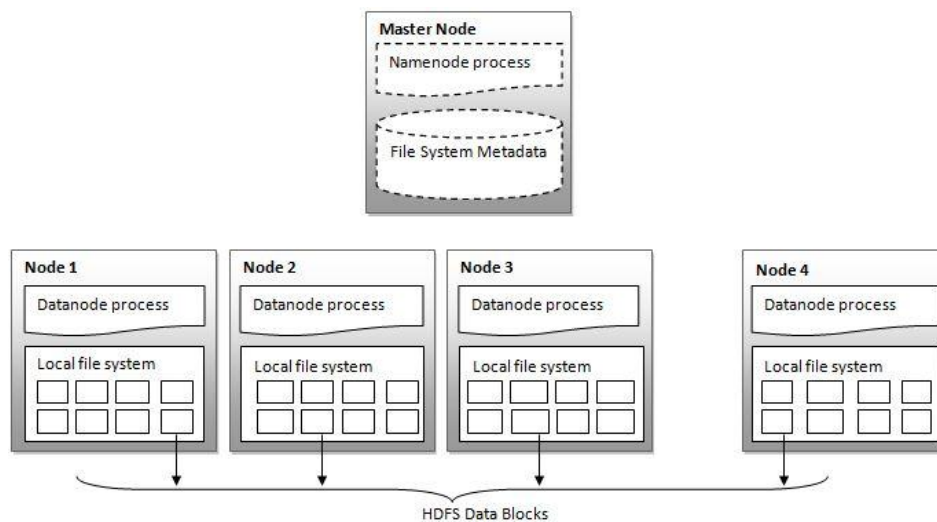 Master Node
Namenode process
File System Metadata
Node 1
Datanode process
Local file system
Node 2
Datanode process
Local file system
Node 3
Datanode process
Local file system
Node 4
Datanode process
Local file system
HDFS Data Blocks